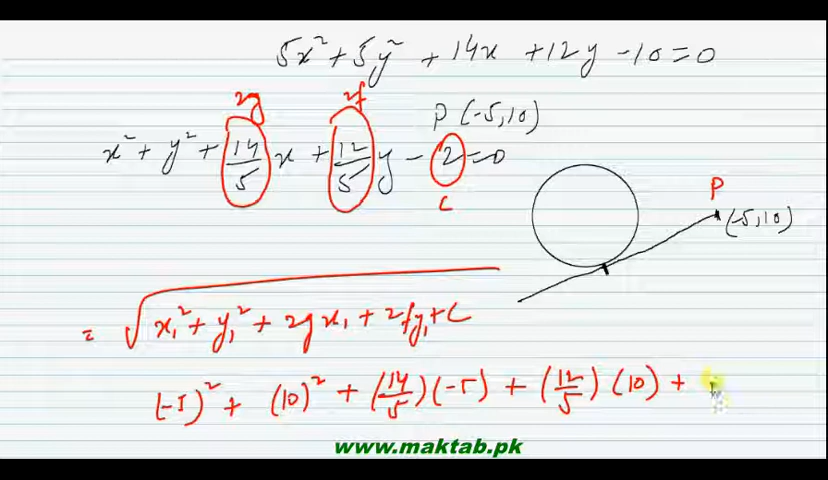 5x² + 5y² + 14x + 12y - 10 = 0
2g 2f
P (-5, 10)
x² + y² + 14/5 x + 12/5 y - 2 = 0
C
P
(-5, 10)
= √(x₁² + y₁² + 2gx₁ + 2fy₁ + C)
(-5)² + (10)² + (14/5)(-5) + (12/5)(10) +
www.maktab.pk